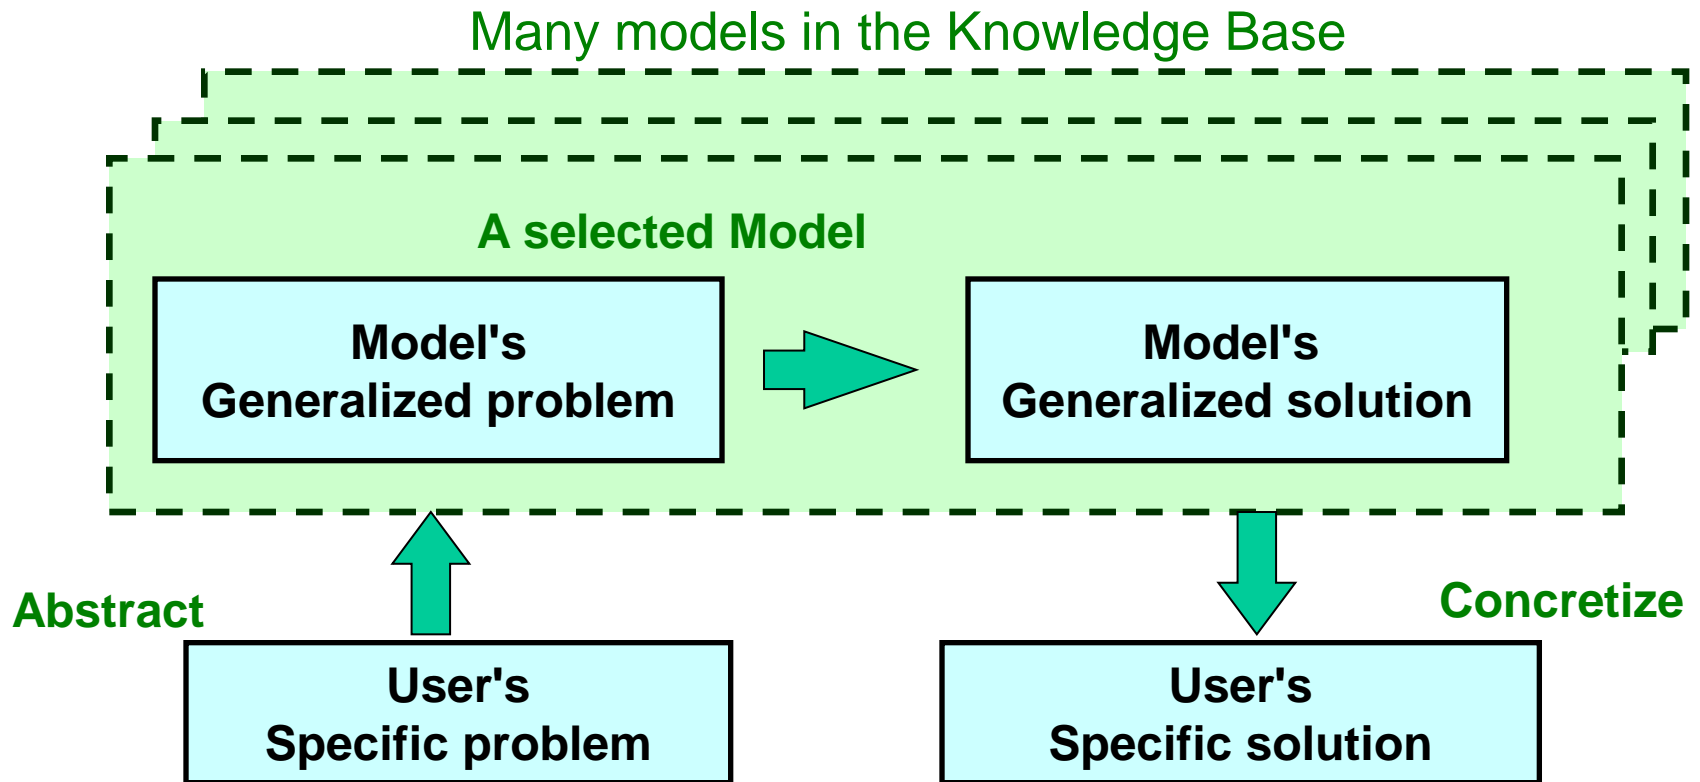 Many models in the Knowledge Base
A selected Model
Model's
Generalized problem
Model's
Generalized solution
Abstract
Concretize
User's
Specific problem
User's
Specific solution